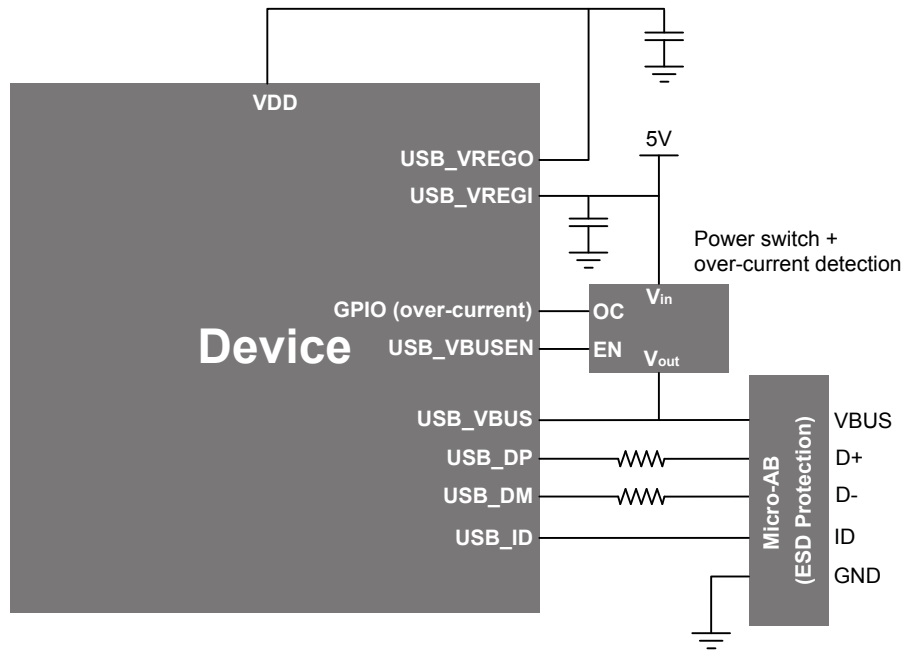 VDD
USB_VREGO
5V
USB_VREGI
Power switch +
over-current detection
Vin
GPIO (over-current)
OC
Device
USB_VBUSEN
EN
Vout
USB_VBUS
VBUS
USB_DP
D+
USB_DM
D-
USB_ID
ID
GND
Micro-AB
(ESD Protection)